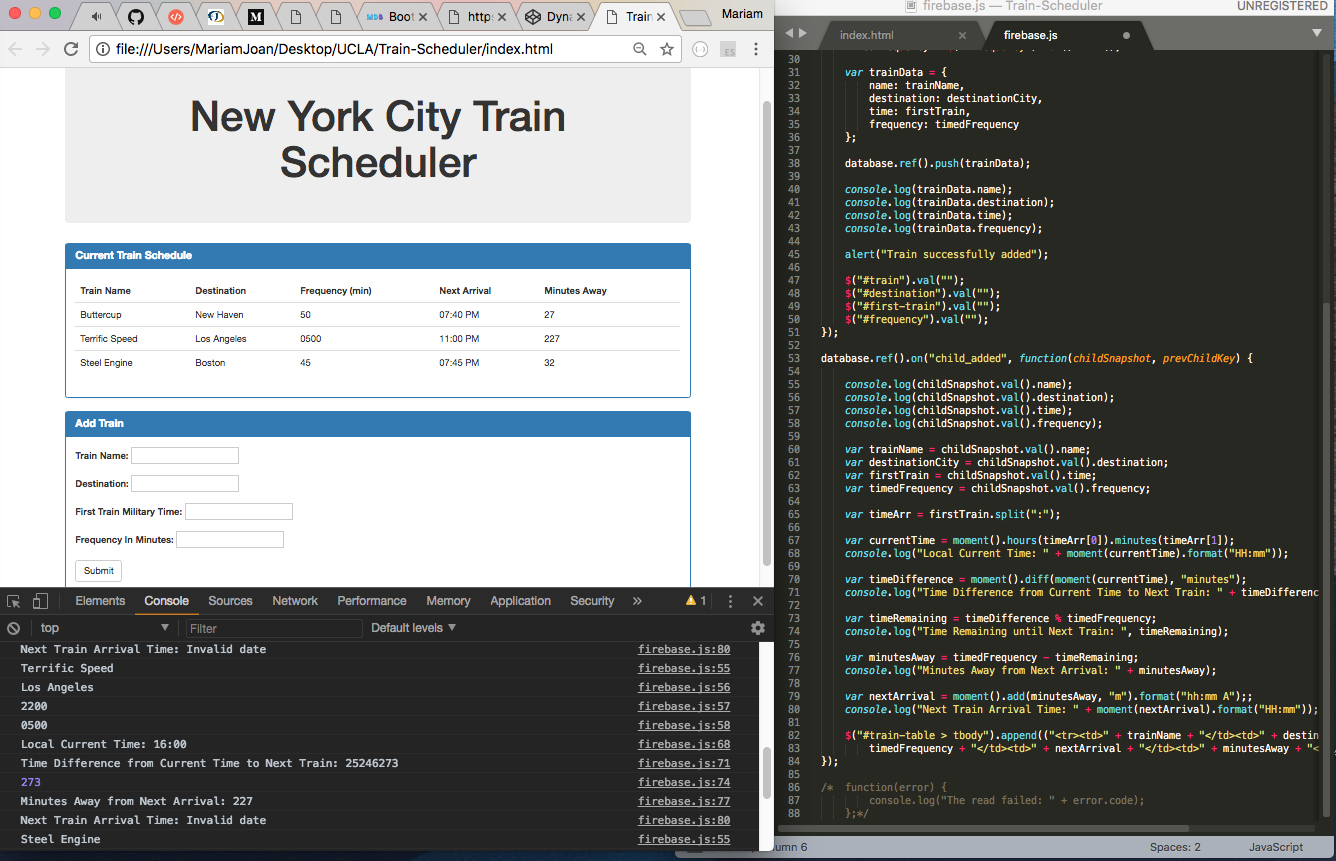 MDB Boot
http:
Dyna
Train
Mariam
file:///Users/MariamJoan/Desktop/UCLA/Train-Scheduler/index.html
ES
New York City Train
Scheduler
Current Train Schedule
Train Name Destination Frequency (min) Next Arrival Minutes Away
Buttercup New Haven 50 07:40 PM 27
Terrific Speed Los Angeles 0500 11:00 PM 227
Steel Engine Boston 45 07:45 PM 32
Add Train
Train Name:
Destination:
First Train Military Time:
Frequency In Minutes:
Submit
Elements Console Sources Network Performance Memory Application Security » 1
top Filter Default levels
Next Train Arrival Time: Invalid date firebase.js:80
Terrific Speed firebase.js:55
Los Angeles firebase.js:56
2200 firebase.js:57
0500 firebase.js:58
Local Current Time: 16:00 firebase.js:68
Time Difference from Current Time to Next Train: 25246273 firebase.js:71
273 firebase.js:74
Minutes Away from Next Arrival: 227 firebase.js:77
Next Train Arrival Time: Invalid date firebase.js:80
Steel Engine firebase.js:55
firebase.js — Train-Scheduler UNREGISTERED
index.html firebase.js
30
31 var trainData = {
32 name: trainName,
33 destination: destinationCity,
34 time: firstTrain,
35 frequency: timedFrequency
36 };
37
38 database.ref().push(trainData);
39
40 console.log(trainData.name);
41 console.log(trainData.destination);
42 console.log(trainData.time);
43 console.log(trainData.frequency);
44
45 alert("Train successfully added");
46
47 $("#train").val("");
48 $("#destination").val("");
49 $("#first-train").val("");
50 $("#frequency").val("");
51 });
52
53 database.ref().on("child_added", function(childSnapshot, prevChildKey) {
54
55 console.log(childSnapshot.val().name);
56 console.log(childSnapshot.val().destination);
57 console.log(childSnapshot.val().time);
58 console.log(childSnapshot.val().frequency);
59
60 var trainName = childSnapshot.val().name;
61 var destinationCity = childSnapshot.val().destination;
62 var firstTrain = childSnapshot.val().time;
63 var timedFrequency = childSnapshot.val().frequency;
64
65 var timeArr = firstTrain.split(":");
66
67 var currentTime = moment().hours(timeArr[0]).minutes(timeArr[1]);
68 console.log("Local Current Time: " + moment(currentTime).format("HH:mm"));
69
70 var timeDifference = moment().diff(moment(currentTime), "minutes");
71 console.log("Time Difference from Current Time to Next Train: " + timeDifferenc
72
73 var timeRemaining = timeDifference % timedFrequency;
74 console.log("Time Remaining until Next Train: ", timeRemaining);
75
76 var minutesAway = timedFrequency - timeRemaining;
77 console.log("Minutes Away from Next Arrival: " + minutesAway);
78
79 var nextArrival = moment().add(minutesAway, "m").format("hh:mm A");;
80 console.log("Next Train Arrival Time: " + moment(nextArrival).format("HH:mm"));
81
82 $("#train-table > tbody").append(("<tr><td>" + trainName + "</td><td>" + destin
83 timedFrequency + "</td><td>" + nextArrival + "</td><td>" + minutesAway + "<
84 });
85
86 /* function(error) {
87 console.log("The read failed: " + error.code);
88 };*/
umn 6 Spaces: 2 JavaScript